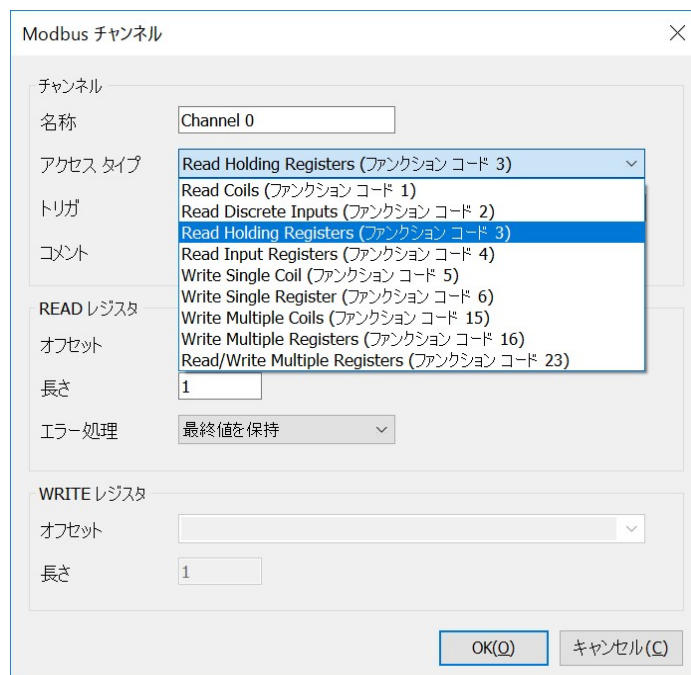 Modbus チャンネル
チャンネル
名称 Channel 0
アクセス タイプ Read Holding Registers (ファンクション コード 3)
Read Coils (ファンクション コード 1)
トリガ Read Discrete Inputs (ファンクション コード 2)
Read Holding Registers (ファンクション コード 3)
コメント Read Input Registers (ファンクション コード 4)
Write Single Coil (ファンクション コード 5)
READ レジスタ Write Single Register (ファンクション コード 6)
Write Multiple Coils (ファンクション コード 15)
オフセット Write Multiple Registers (ファンクション コード 16)
Read/Write Multiple Registers (ファンクション コード 23)
長さ 1
エラー処理 最終値を保持
WRITE レジスタ
オフセット
長さ 1
OK(O) キャンセル(C)